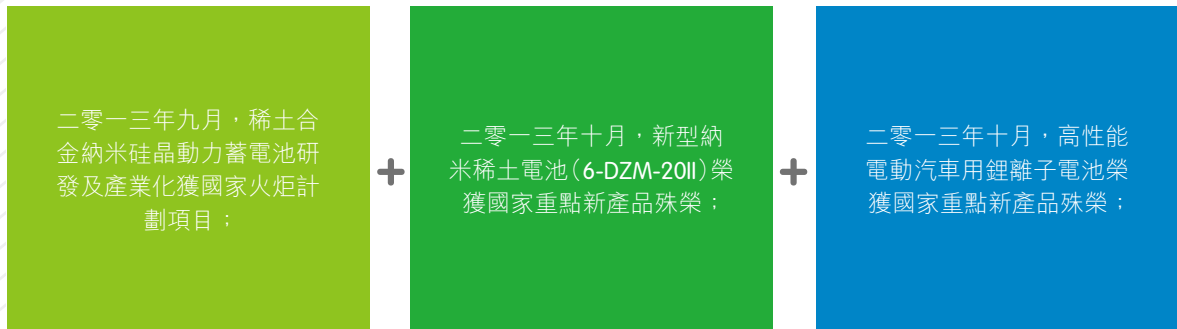 二零一三年九月，稀土合
金納米硅晶動力蓄電池研
發及產業化獲國家火炬計
劃項目；
二零一三年十月，新型納
米稀土電池（6-DZM-20II）榮
獲國家重點新產品殊榮；
二零一三年十月，高性能
電動汽車用鋰離子電池榮
獲國家重點新產品殊榮；